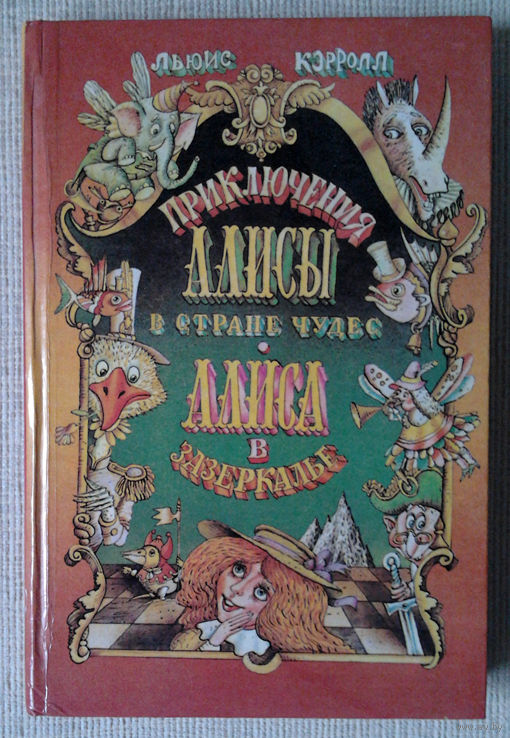 ЛЬЮИС КЭРРОЛЛ
ПРИКЛЮЧЕНИЯ
АЛИСЫ
В СТРАНЕ ЧУДЕС
•
АЛИСА
В
ЗАЗЕРКАЛЬЕ